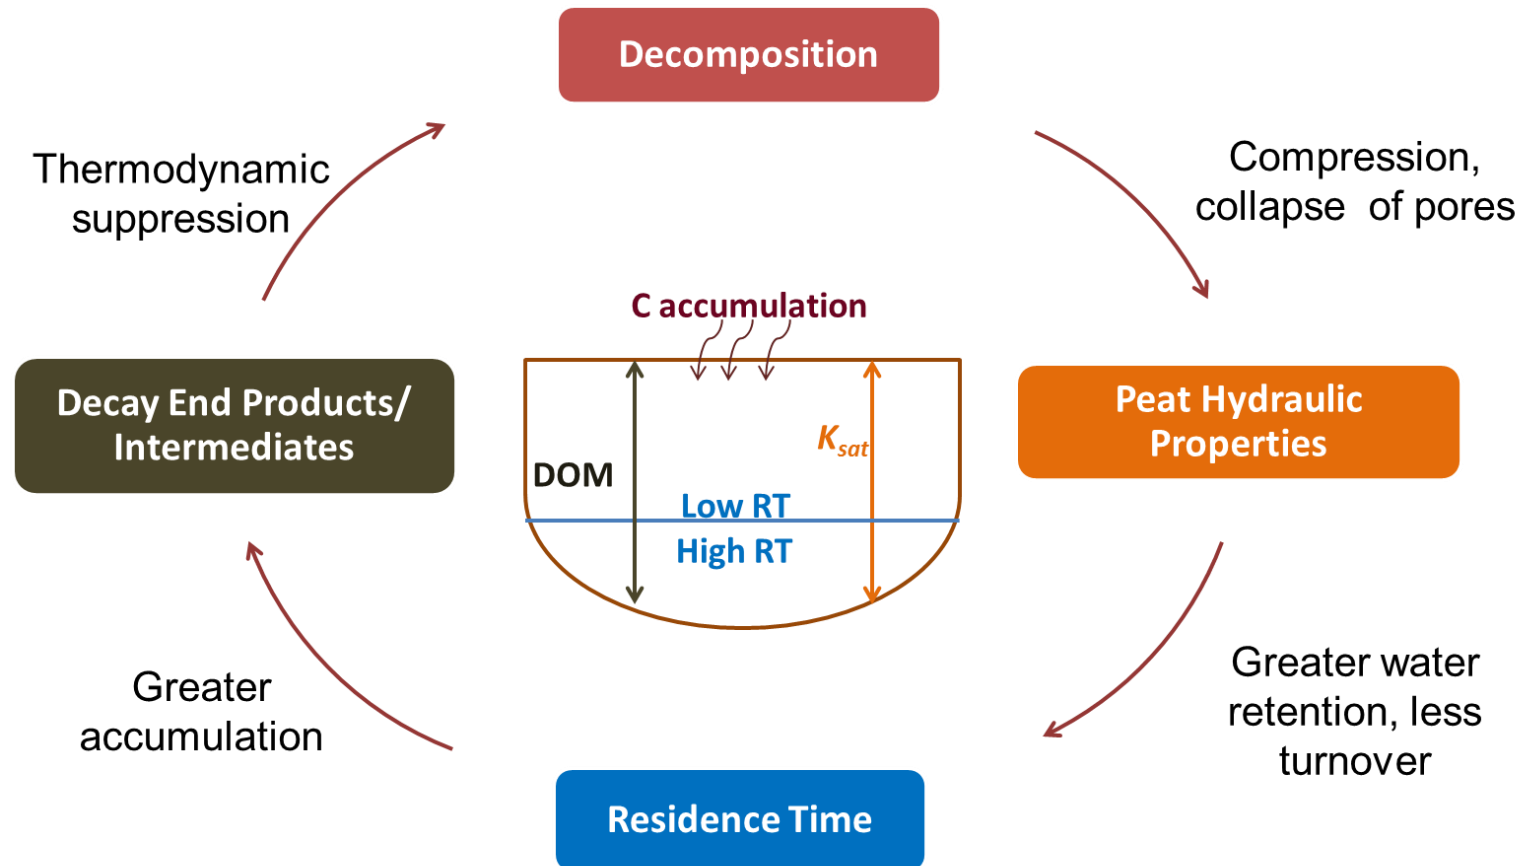 Decomposition
Thermodynamic
suppression
Compression,
collapse  of pores
C accumulation
Decay End Products/
Intermediates
Peat Hydraulic
Properties
K_sat
DOM
Low RT
High RT
Greater
accumulation
Greater water
retention, less
turnover
Residence Time